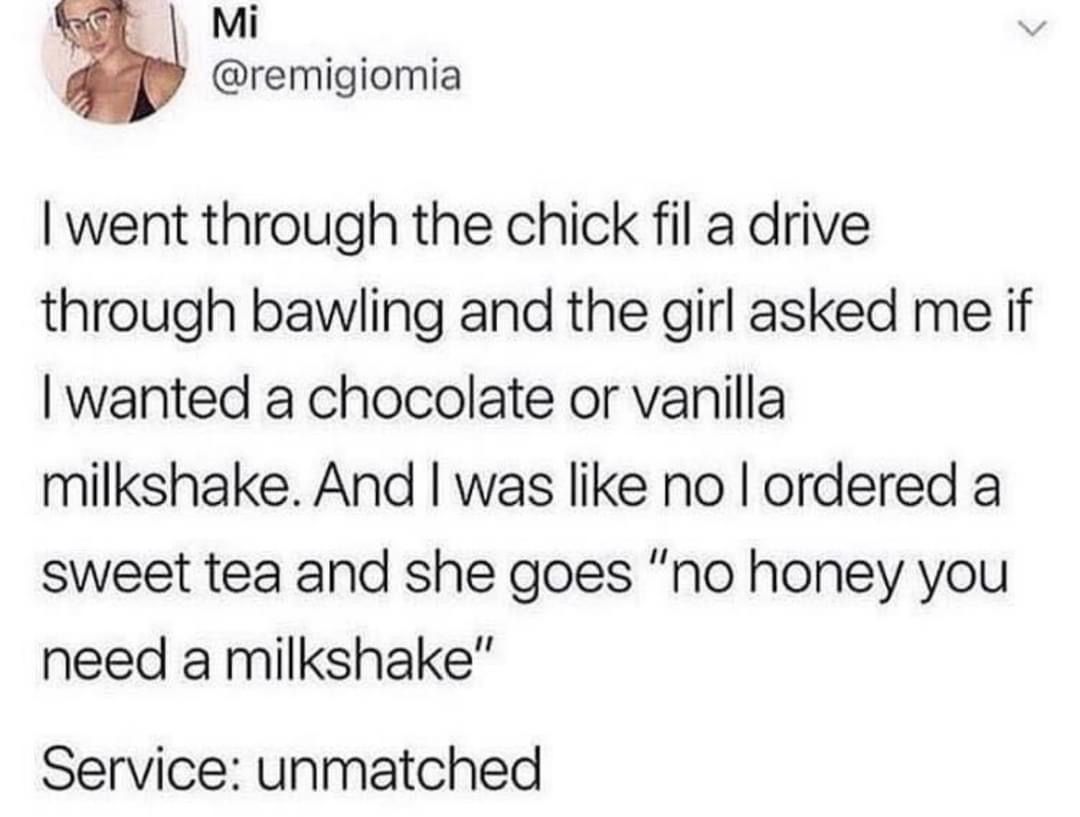 Mi
@remigiomia
I went through the chick fil a drive
through bawling and the girl asked me if
I wanted a chocolate or vanilla
milkshake. And I was like no I ordered a
sweet tea and she goes "no honey you
need a milkshake"
Service: unmatched